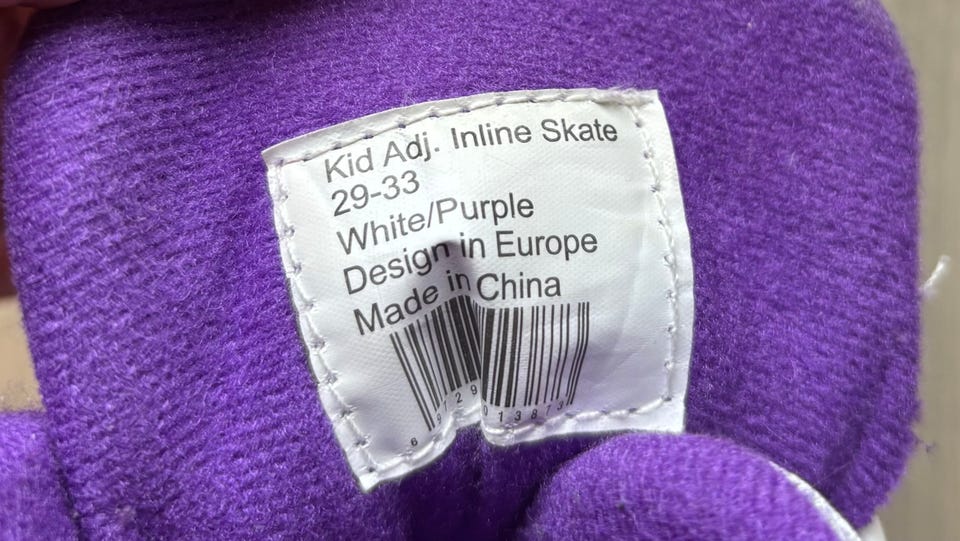 Kid Adj. Inline Skate
29-33
White/Purple
Design in Europe
Made in China